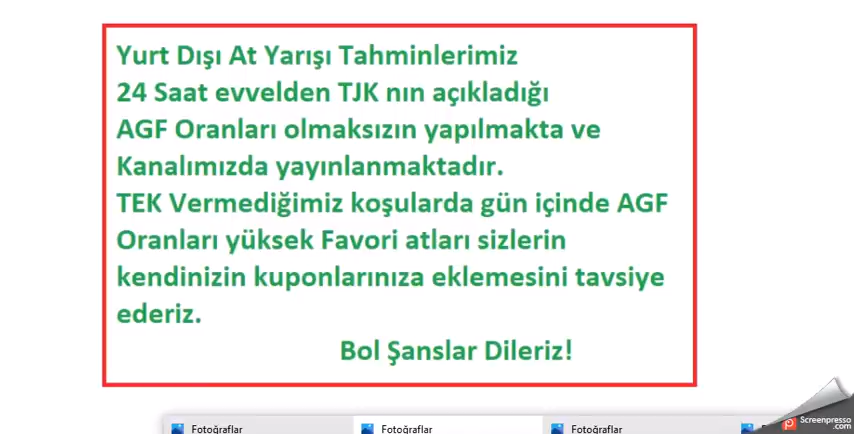 Yurt Dışı At Yarışı Tahminlerimiz
24 Saat evvelden TJK nın açıkladığı
AGF Oranları olmaksızın yapılmakta ve
Kanalımızda yayınlanmaktadır.
TEK Vermediğimiz koşularda gün içinde AGF
Oranları yüksek Favori atları sizlerin
kendinizin kuponlarınıza eklemesini tavsiye
ederiz.
Bol Şanslar Dileriz!
Fotoğraflar Fotoğraflar Fotoğraflar
Screenpresso
.com